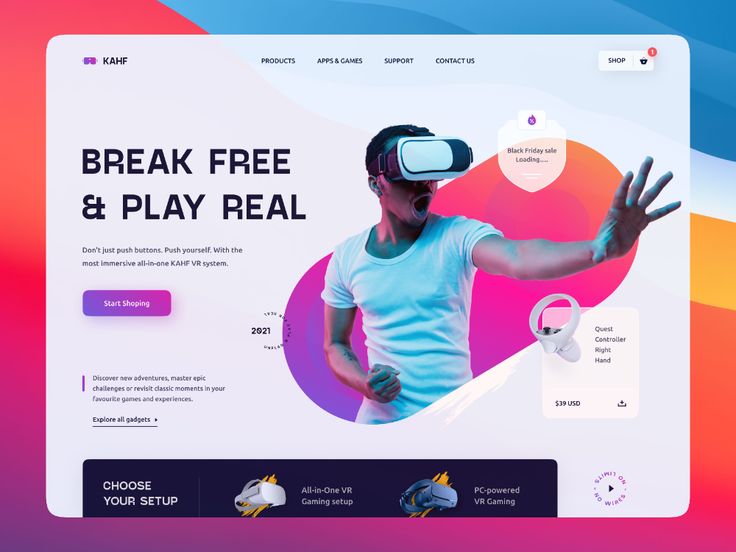 KAHF
PRODUCTS
APPS & GAMES
SUPPORT
CONTACT US
SHOP
1
BREAK FREE
& PLAY REAL
Black Friday sale
Loading.....
Don't just push buttons. Push yourself. With the
most immersive all-in-one KAHF VR system.
Start Shoping
2021
Quest
Controller
Right
Hand
$39 USD
Discover new adventures, master epic
challenges or revisit classic moments in your
favourite games and experiences.
Explore all gadgets
CHOOSE
YOUR SETUP
All-in-One VR
Gaming setup
PC-powered
VR Gaming
NO LIMITS
NO WIRES